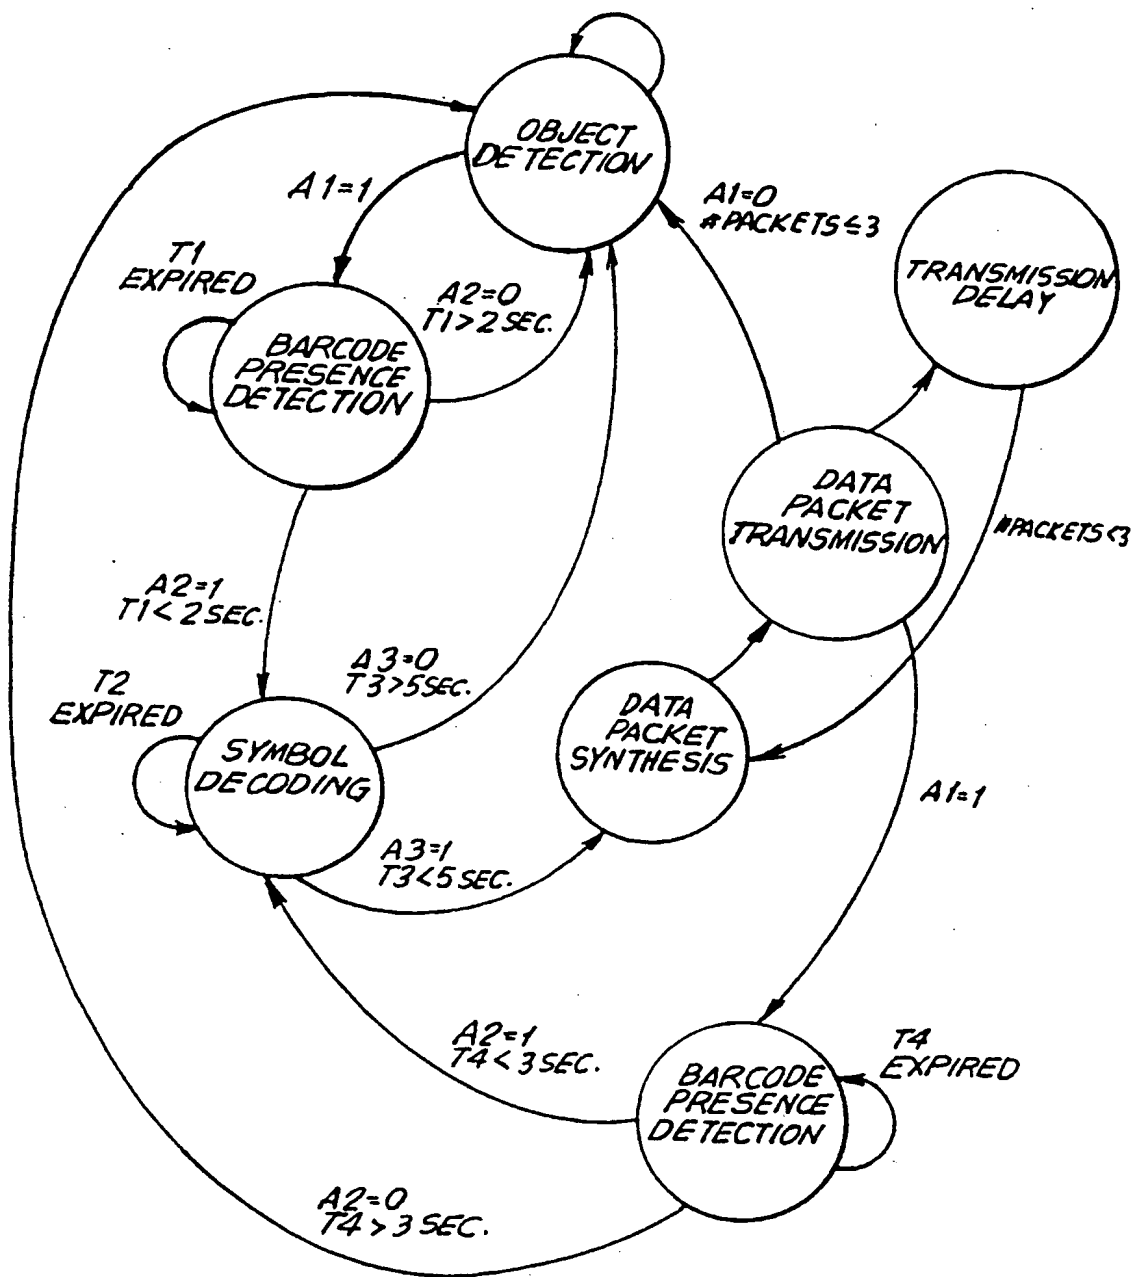 OBJECT
DETECTION
A1=1
A1=0
#PACKETS≤3
TRANSMISSION
DELAY
T1
EXPIRED
A2=0
T1>2 SEC.
BARCODE
PRESENCE
DETECTION
DATA
PACKET
TRANSMISSION
#PACKETS<3
A2=1
T1<2 SEC.
A3=0
T3>5 SEC.
T2
EXPIRED
SYMBOL
DECODING
DATA
PACKET
SYNTHESIS
A1=1
A3=1
T3<5 SEC.
A2=1
T4<3 SEC.
T4
EXPIRED
BARCODE
PRESENCE
DETECTION
A2=0
T4>3 SEC.